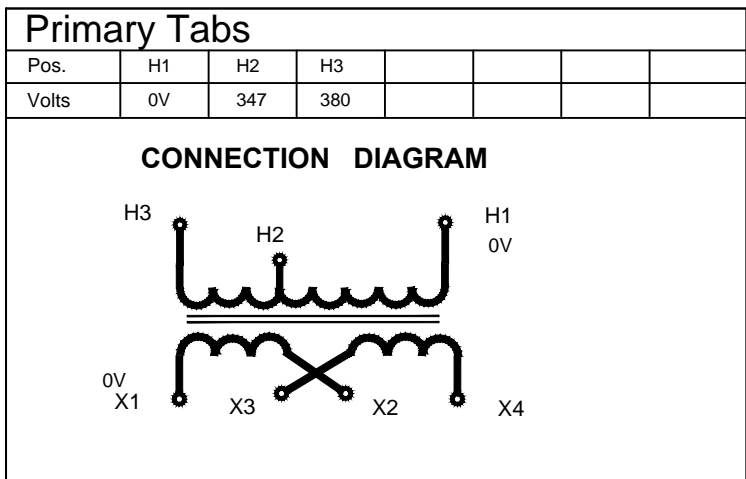 Primary Tabs
Pos. H1 H2 H3
Volts 0V 347 380
CONNECTION DIAGRAM
H3 H2 H1
0V
0V
X1 X3 X2 X4